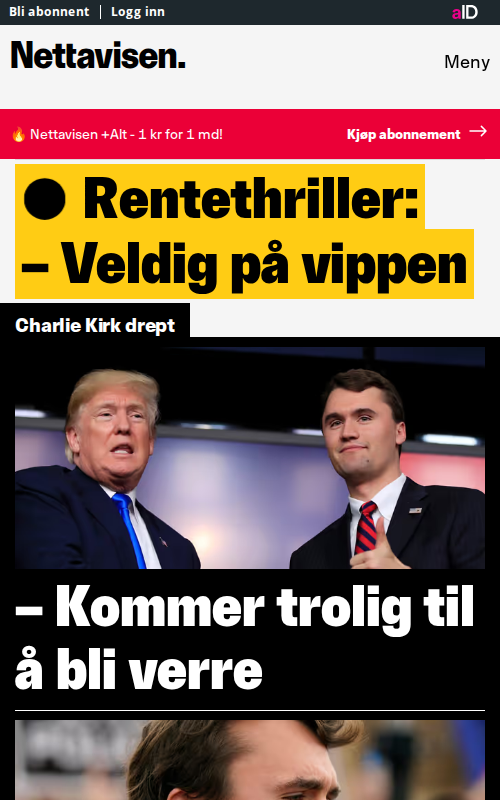 Bli abonnent | Logg inn
aID
Nettavisen.
Meny
🔥 Nettavisen +Alt - 1 kr for 1 md!
Kjøp abonnement →
● Rentethriller:
– Veldig på vippen
Charlie Kirk drept
– Kommer trolig til
å bli verre